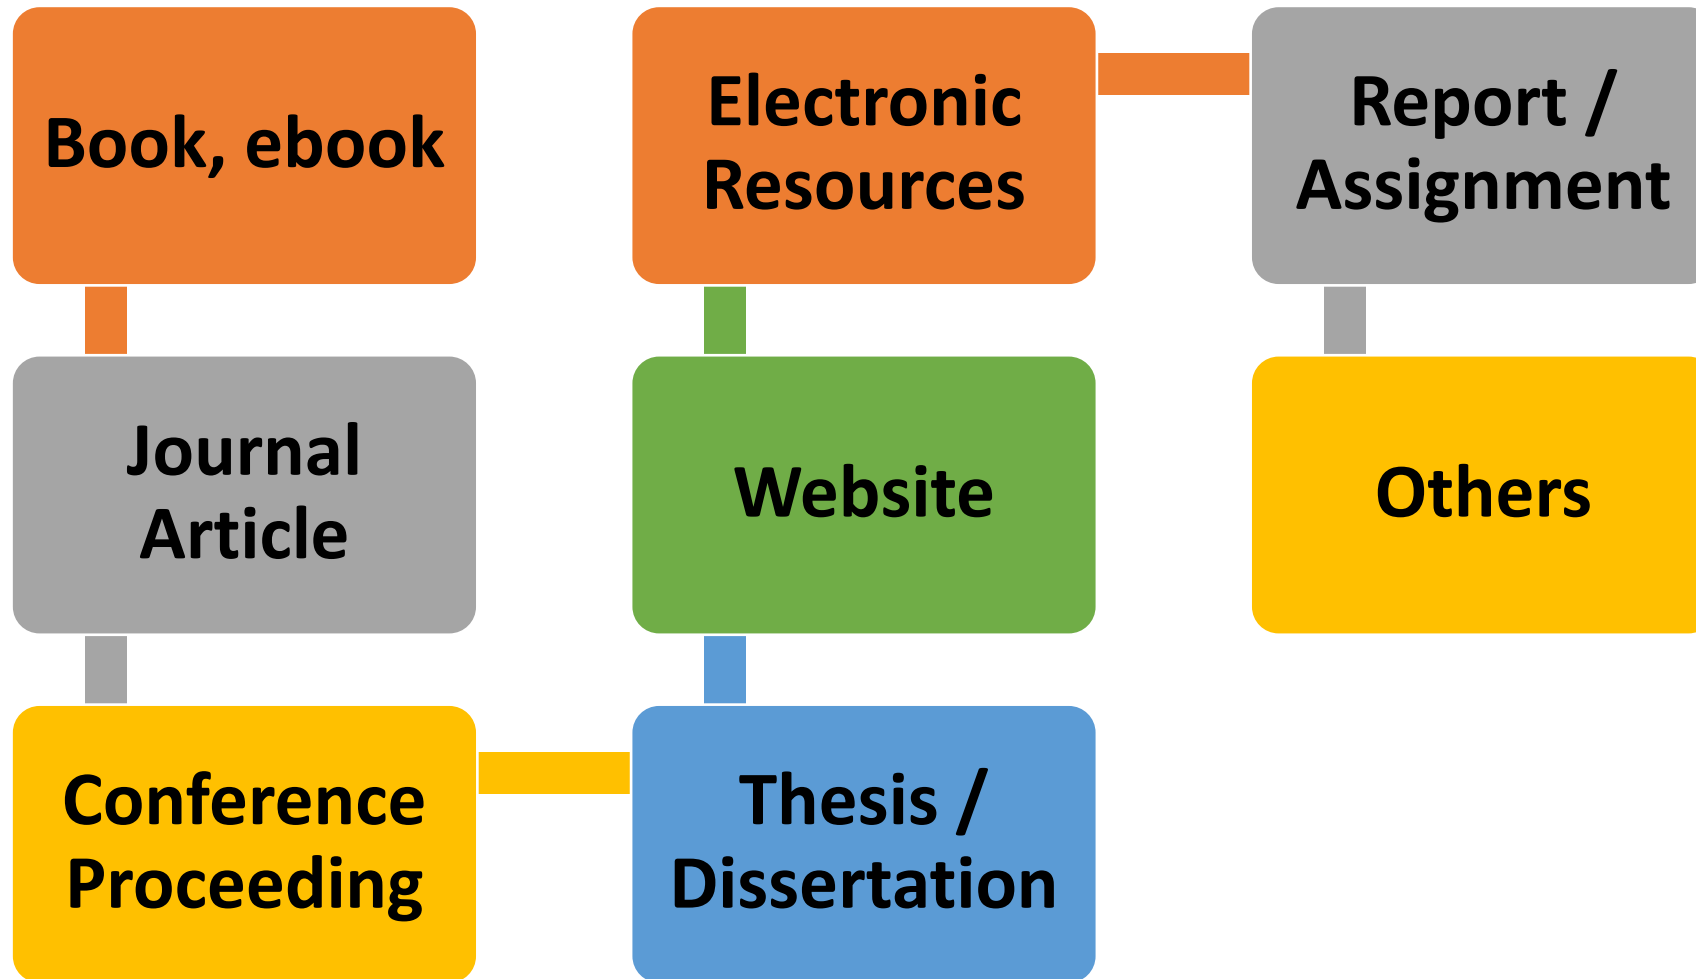 Book, ebook
Journal
Article
Conference
Proceeding
Thesis /
Dissertation
Website
Electronic
Resources
Report /
Assignment
Others